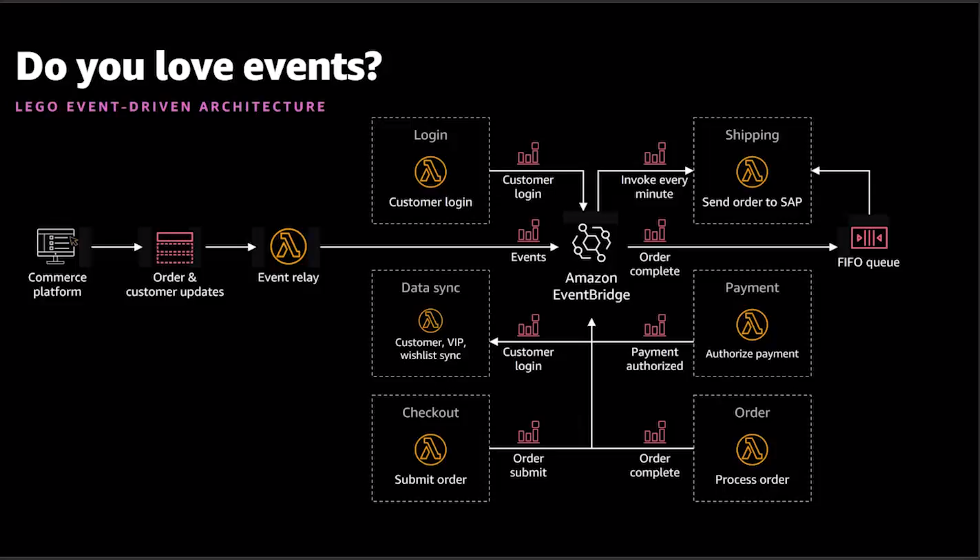 Do you love events?
LEGO EVENT-DRIVEN ARCHITECTURE
Login
Customer login
Customer
login
Invoke every
minute
Shipping
Send order to SAP
Commerce
platform
Order &
customer updates
Event relay
Events
Amazon
EventBridge
Order
complete
FIFO queue
Data sync
Customer, VIP,
wishlist sync
Customer
login
Payment
authorized
Payment
Authorize payment
Checkout
Submit order
Order
submit
Order
complete
Order
Process order